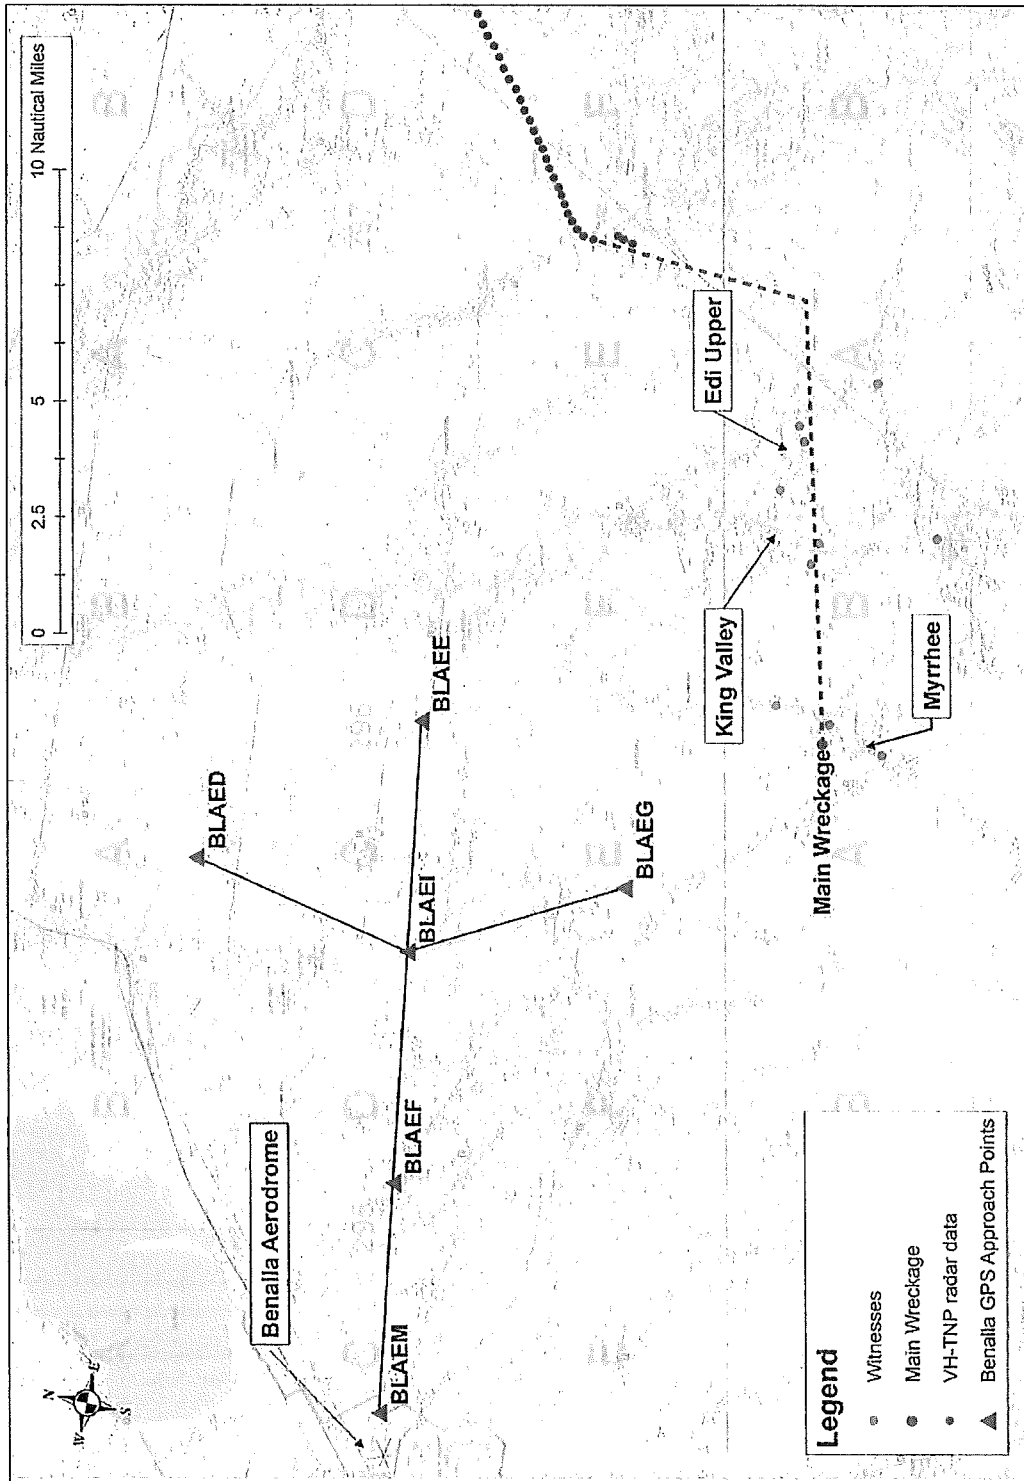 0
2.5
5
10 Nautical Miles
N
E
S
W
Benalla Aerodrome
BLAED
BLAEM
BLAEF
BLAEI
BLAEE
BLAEG
King Valley
Edi Upper
Main Wreckage
Myrrhee
Legend
Witnesses
Main Wreckage
VH-TNP radar data
Benalla GPS Approach Points